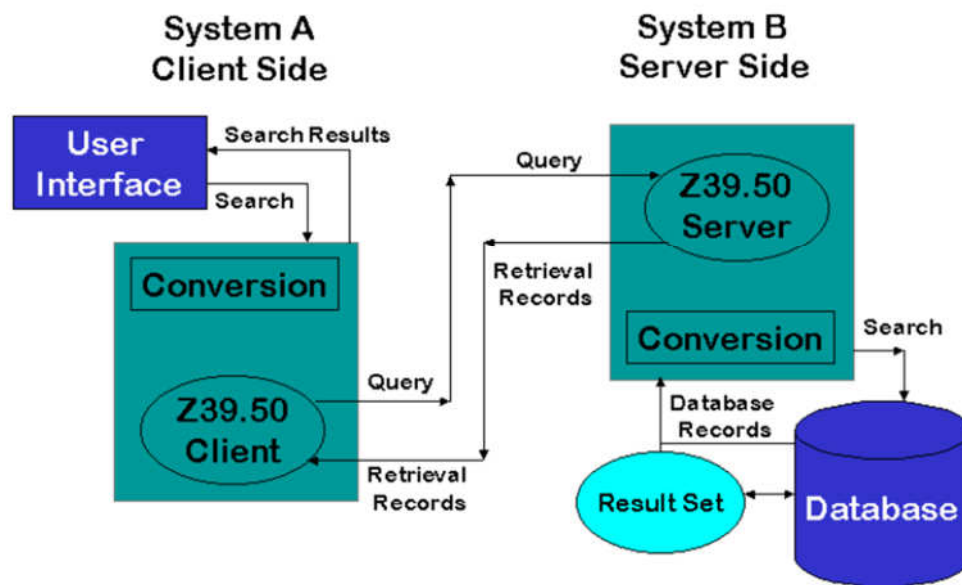 System A
Client Side
System B
Server Side
User
Interface
Search Results
Search
Conversion
Z39.50
Client
Query
Retrieval
Records
Query
Retrieval
Records
Z39.50
Server
Conversion
Search
Database
Records
Result Set
Database